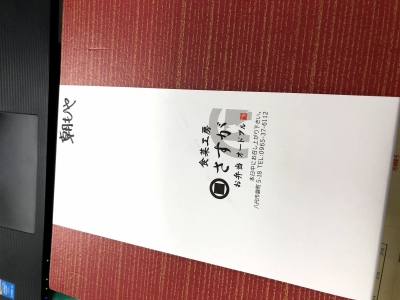 朝もや
食菜工房
さすが
お弁当 オードブル
本日中にお召し上がり下さい。
八代市袋町 5-18 TEL:0965-37-6112